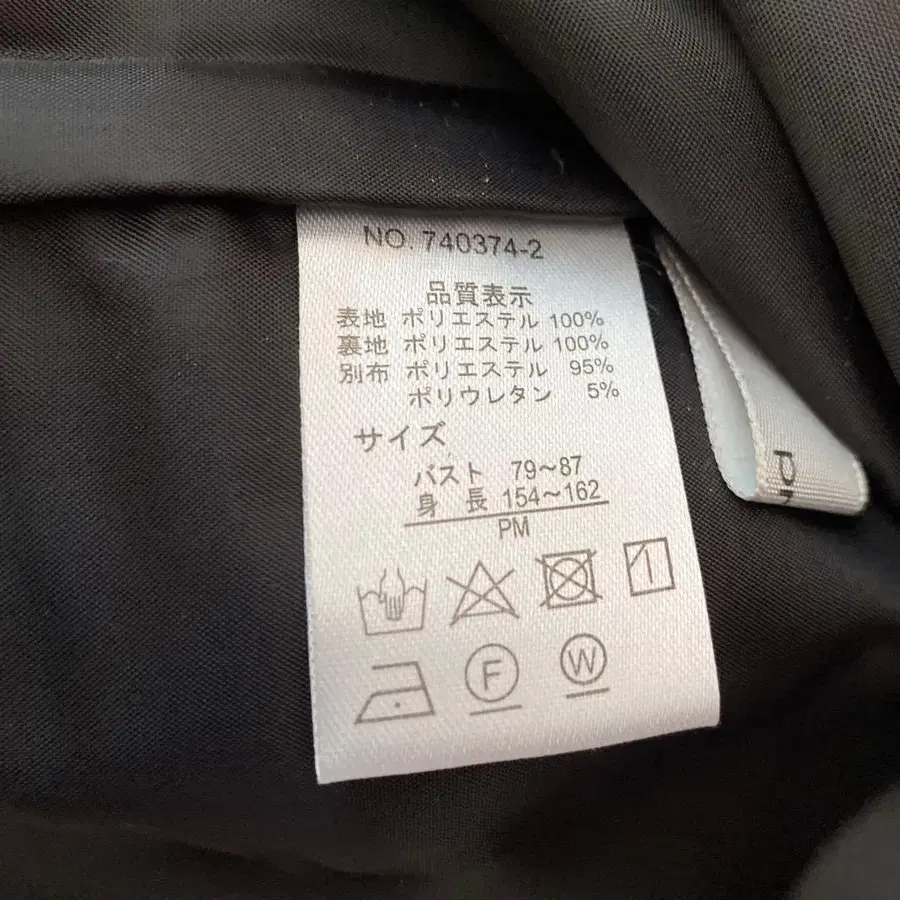 NO. 740374-2
品質表示
表地 ポリエステル 100%
裏地 ポリエステル 100%
別布 ポリエステル 95%
ポリウレタン 5%
サイズ
バスト 79～87
身長 154～162
PM
F
W